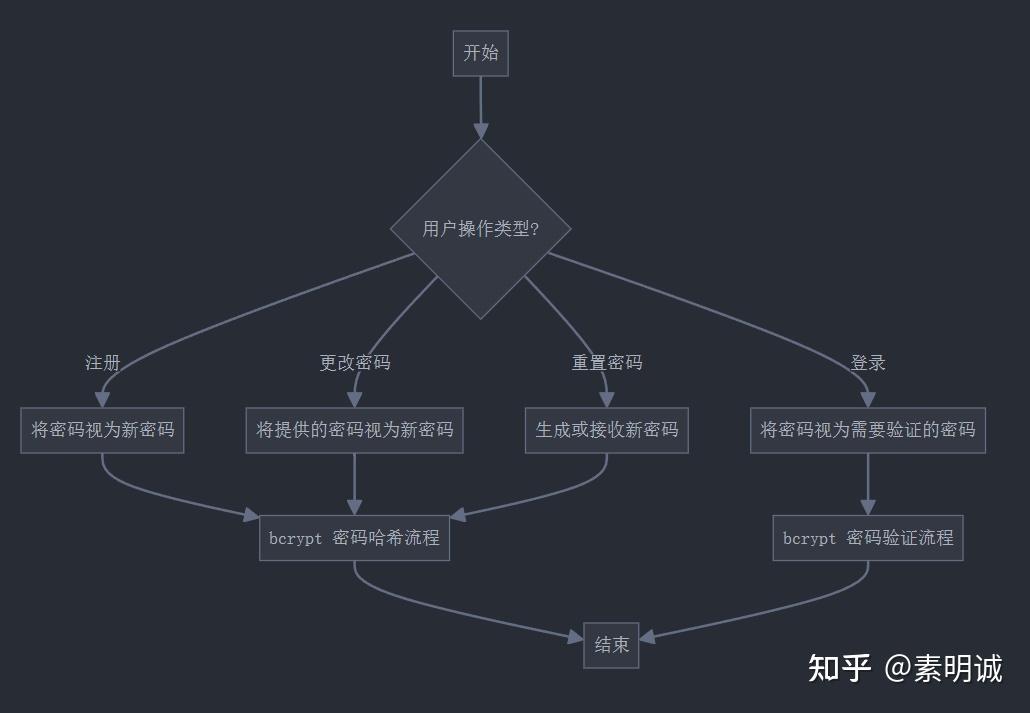 开始
用户操作类型?
注册
更改密码
重置密码
登录
将密码视为新密码
将提供的密码视为新密码
生成或接收新密码
将密码视为需要验证的密码
bcrypt 密码哈希流程
bcrypt 密码验证流程
结束
知乎 @素明诚